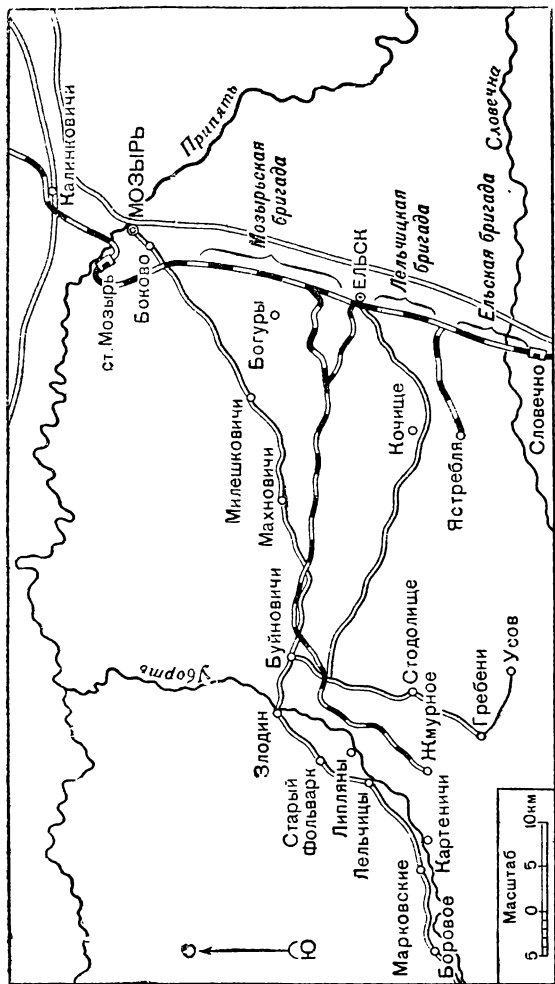 Калинковичи
МОЗЫРЬ
Припять
ст. Мозырь
Боково
Мозырьская
бригада
Богуры
ЕЛЬСК
Лельчицкая
бригада
Ельская бригада
Словечна
Словечно
Милешковичи
Махновичи
Кочище
Ястребля
Буйновичи
Уборть
Злодин
Стодолище
Усов
Гребени
Жмурное
Старый
Фольварк
Липляны
Лельчицы
Картеничи
Марковские
Боровое
С
Ю
Масштаб
5 0 5 10км